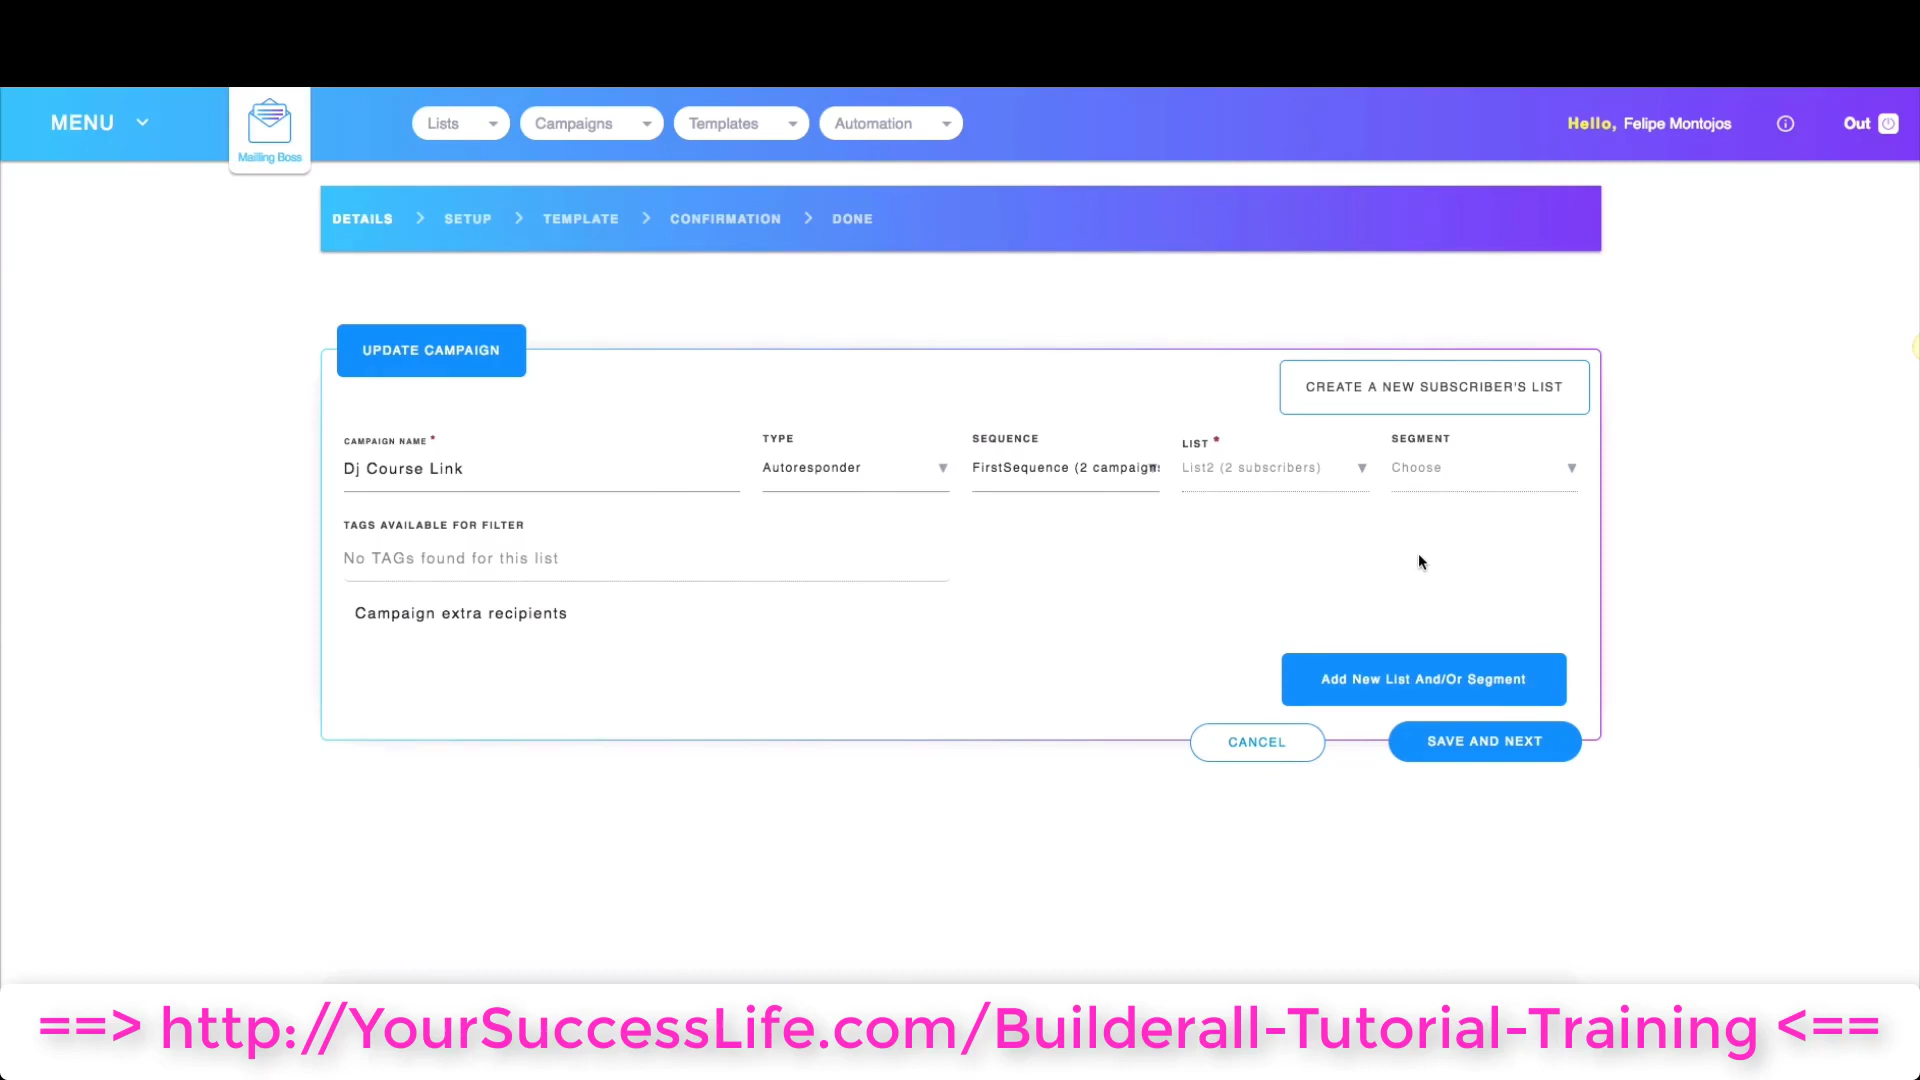 MENU
Mailling Boss
Lists
Campaigns
Templates
Automation
Hello, Felipe Montojos
Out
DETAILS > SETUP > TEMPLATE > CONFIRMATION > DONE
UPDATE CAMPAIGN
CREATE A NEW SUBSCRIBER'S LIST
CAMPAIGN NAME *
TYPE
SEQUENCE
LIST *
SEGMENT
Dj Course Link
Autoresponder
FirstSequence (2 campaign
List2 (2 subscribers)
Choose
TAGS AVAILABLE FOR FILTER
No TAGs found for this list
Campaign extra recipients
Add New List And/Or Segment
CANCEL
SAVE AND NEXT
==> http://YourSuccessLife.com/Builderall-Tutorial-Training <==